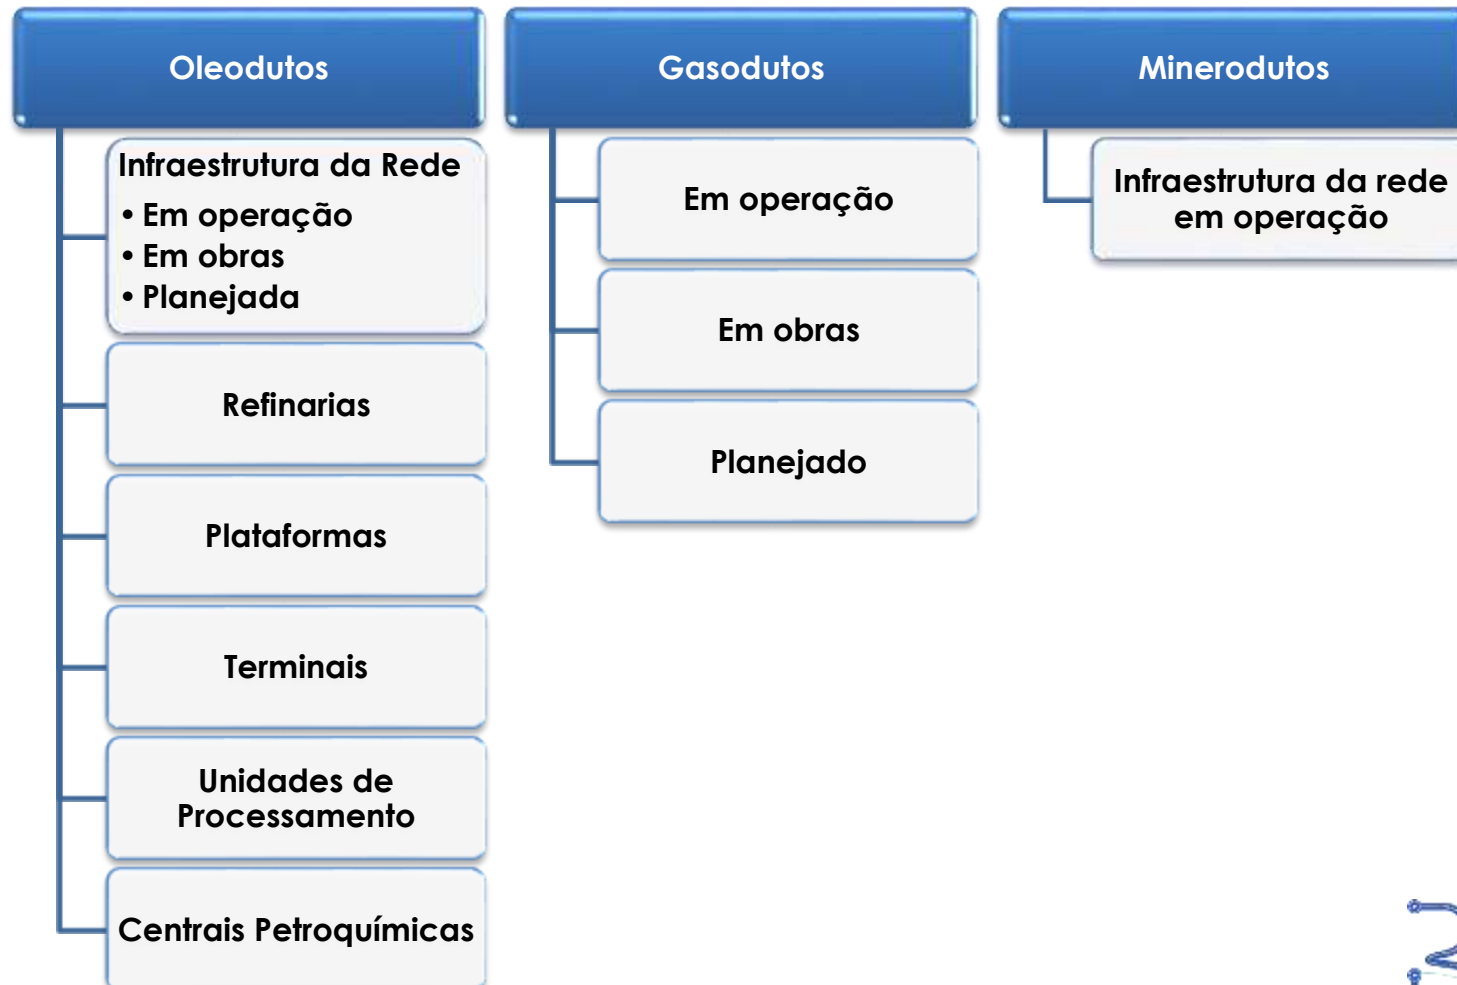 Oleodutos
Infraestrutura da Rede
• Em operação
• Em obras
• Planejada
Refinarias
Plataformas
Terminais
Unidades de
Processamento
Centrais Petroquímicas
Gasodutos
Em operação
Em obras
Planejado
Minerodutos
Infraestrutura da rede
em operação